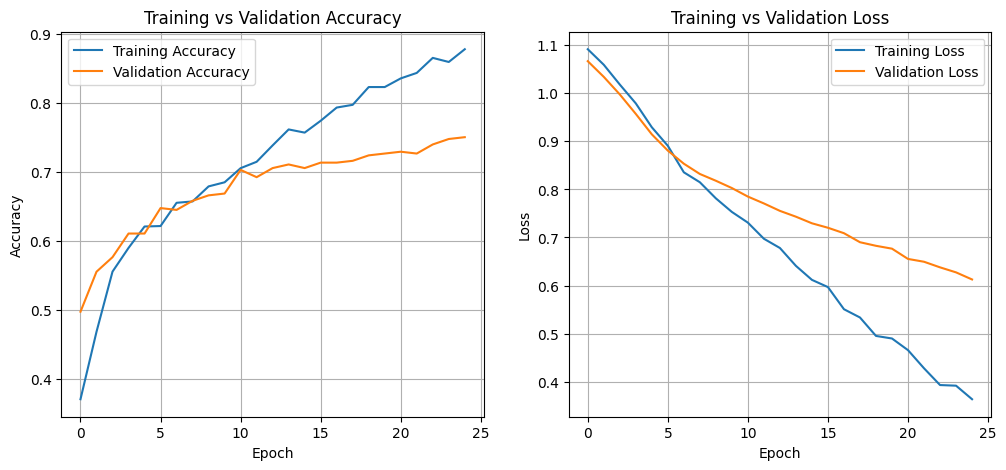 Training vs Validation Accuracy
Training Accuracy
Validation Accuracy
0.9
0.8
0.7
0.6
0.5
0.4
Accuracy
0
5
10
15
20
25
Epoch
Training vs Validation Loss
Training Loss
Validation Loss
1.1
1.0
0.9
0.8
0.7
0.6
0.5
0.4
Loss
0
5
10
15
20
25
Epoch